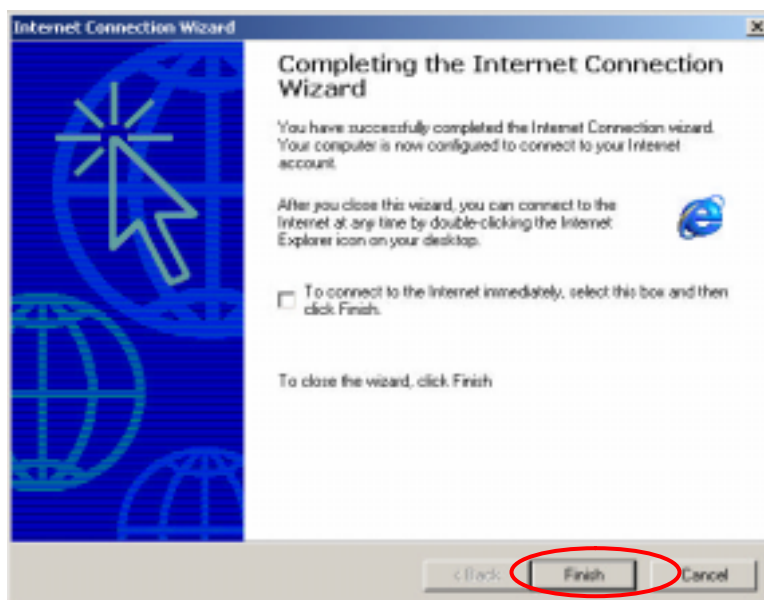 Internet Connection Wizard
Completing the Internet Connection
Wizard
You have successfully completed the Internet Connection wizard.
Your computer is now configured to connect to your Internet
account.
After you close this wizard, you can connect to the
Internet at any time by double-clicking the Internet
Explorer icon on your desktop.
To connect to the Internet immediately, select this box and then
click Finish.
To close the wizard, click Finish
< Back Finish Cancel